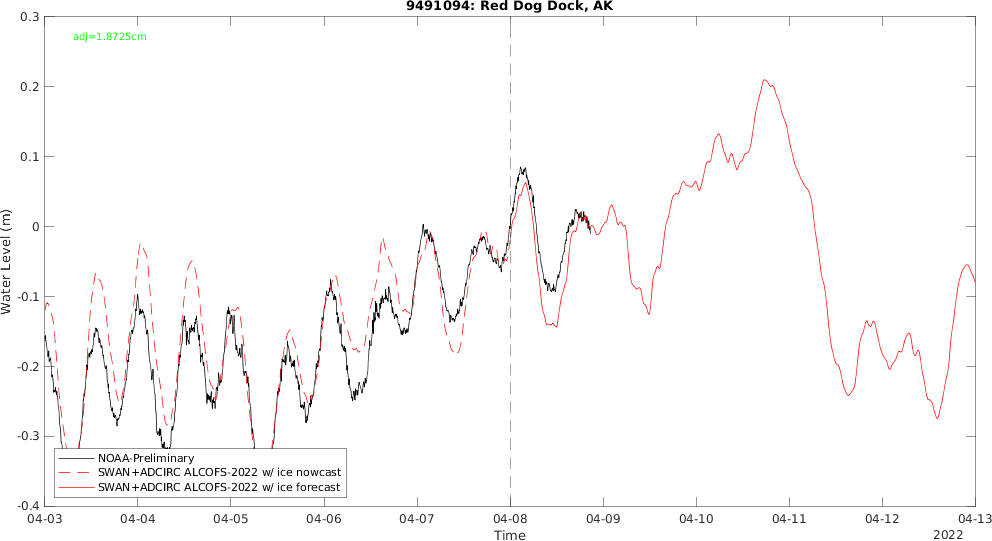 9491094: Red Dog Dock, AK
adj=1.8725cm
0.3
0.2
0.1
0
-0.1
-0.2
-0.3
-0.4
Water Level (m)
NOAA-Preliminary
SWAN+ADCIRC ALCOFS-2022 w/ ice nowcast
SWAN+ADCIRC ALCOFS-2022 w/ ice forecast
04-03 04-04 04-05 04-06 04-07 04-08 04-09 04-10 04-11 04-12 04-13
Time
2022